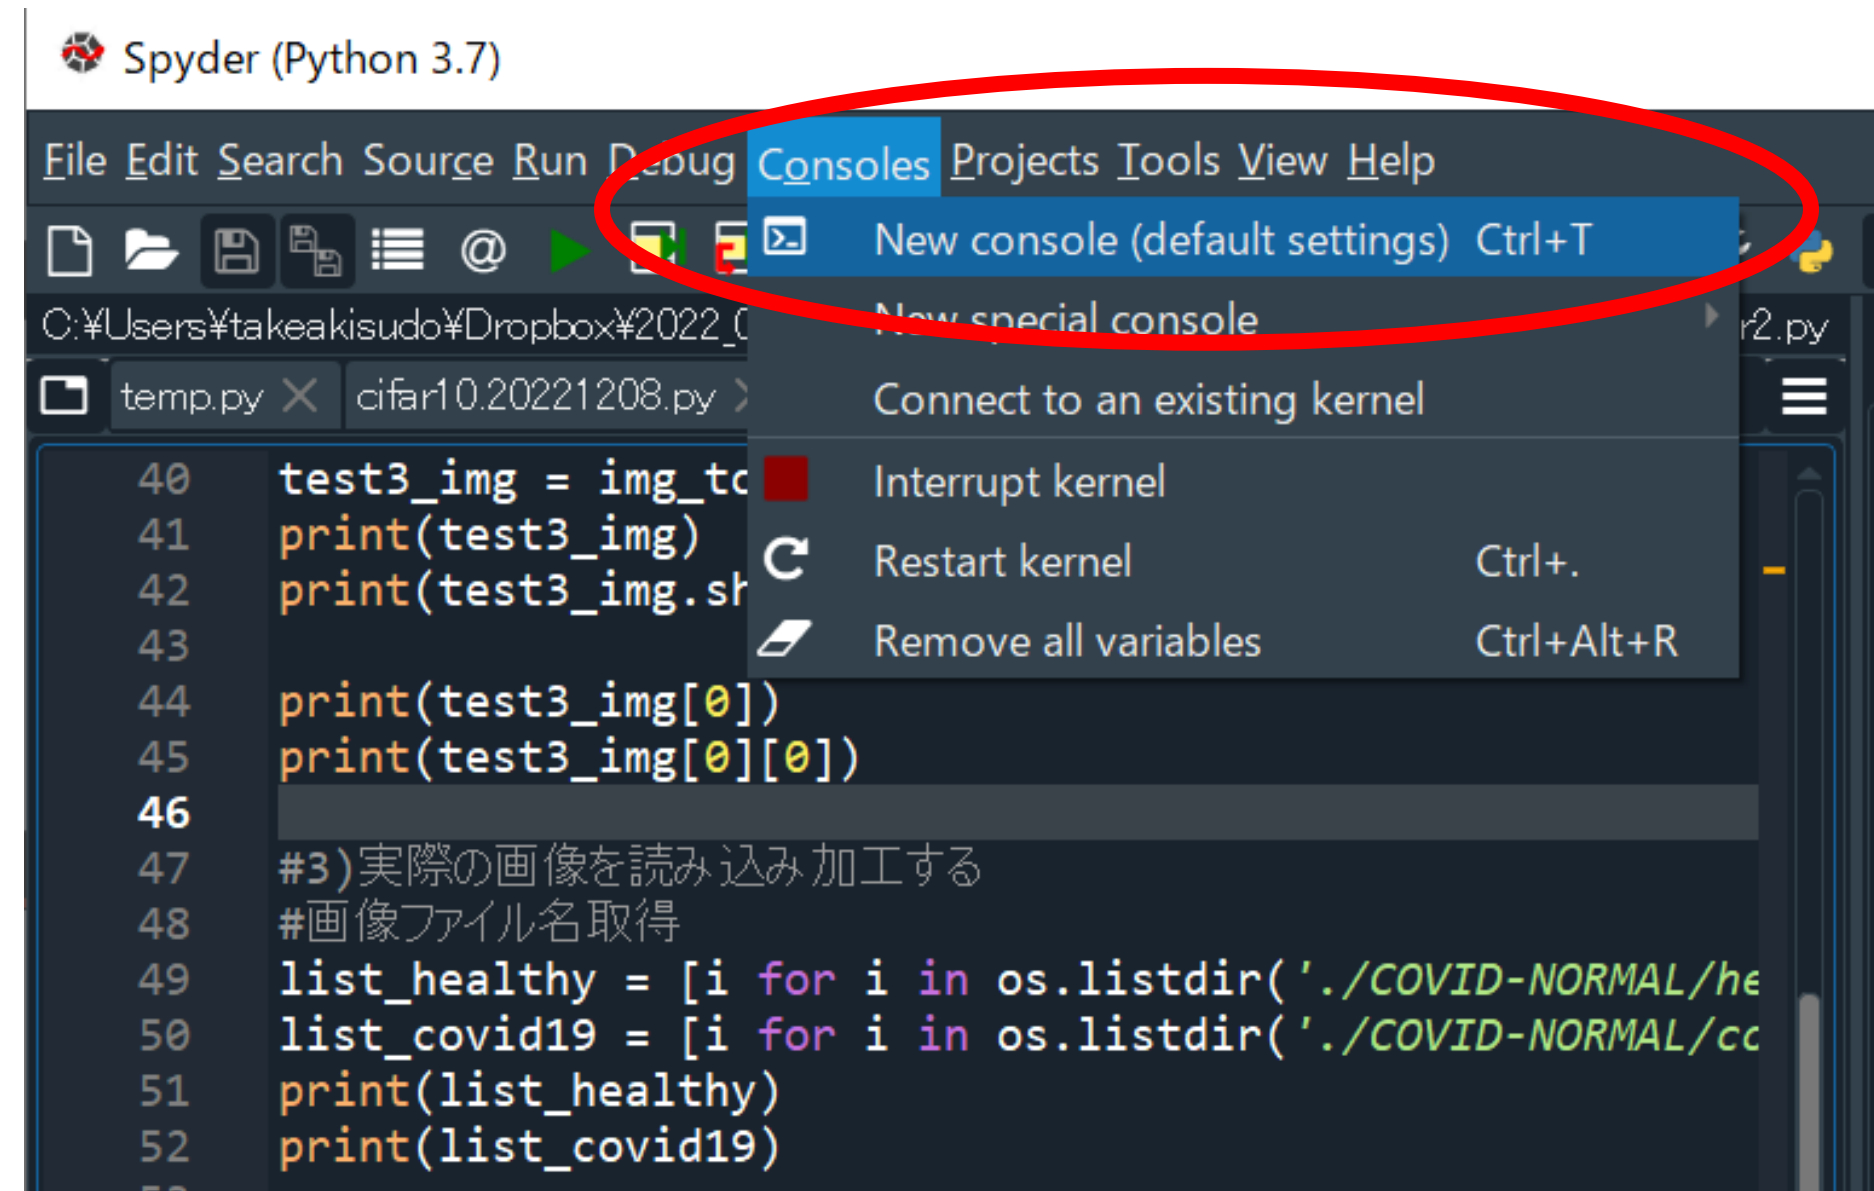 Spyder (Python 3.7)
File Edit Search Source Run Debug Consoles Projects Tools View Help
@
New console (default settings) Ctrl+T
New special console
Connect to an existing kernel
Interrupt kernel
Restart kernel Ctrl+.
Remove all variables Ctrl+Alt+R
C:¥Users¥takeakisudo¥Dropbox¥2022_ r2.py
temp.py cifar10.20221208.py
40 test3_img =
41 print(test3_img)
42 print(test3_img.sh
43
44 print(test3_img[0])
45 print(test3_img[0][0])
46
47 #3)実際の画像を読み込み加工する
48 #画像ファイル名取得
49 list_healthy = [i for i in os.listdir('./COVID-NORMAL/he
50 list_covid19 = [i for i in os.listdir('./COVID-NORMAL/co
51 print(list_healthy)
52 print(list_covid19)